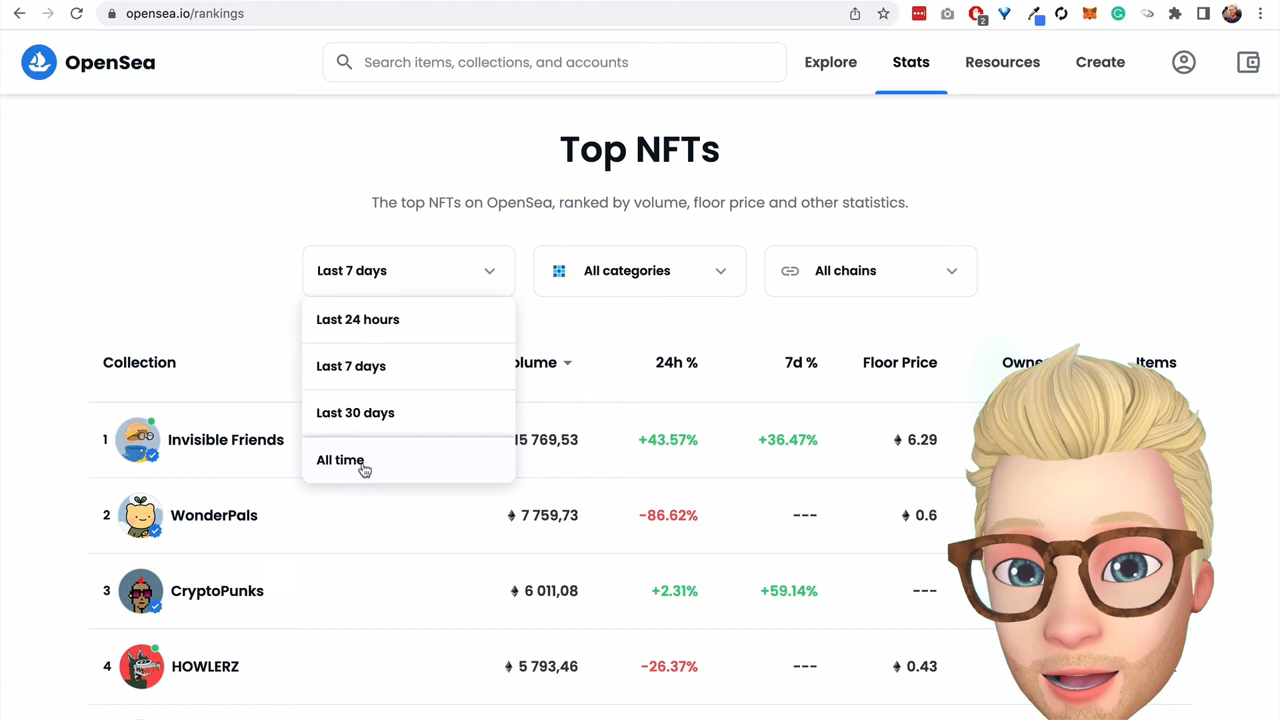 opensea.io/rankings
2
OpenSea
Search items, collections, and accounts
Explore
Stats
Resources
Create
Top NFTs
The top NFTs on OpenSea, ranked by volume, floor price and other statistics.
Last 7 days
All categories
All chains
Last 24 hours
Last 7 days
Last 30 days
All time
Collection
olume
24h %
7d %
Floor Price
Owne
Items
1 Invisible Friends 15 769,53 +43.57% +36.47% 6.29
2 WonderPals 7 759,73 -86.62% --- 0.6
3 CryptoPunks 6 011,08 +2.31% +59.14% ---
4 HOWLERZ 5 793,46 -26.37% --- 0.43